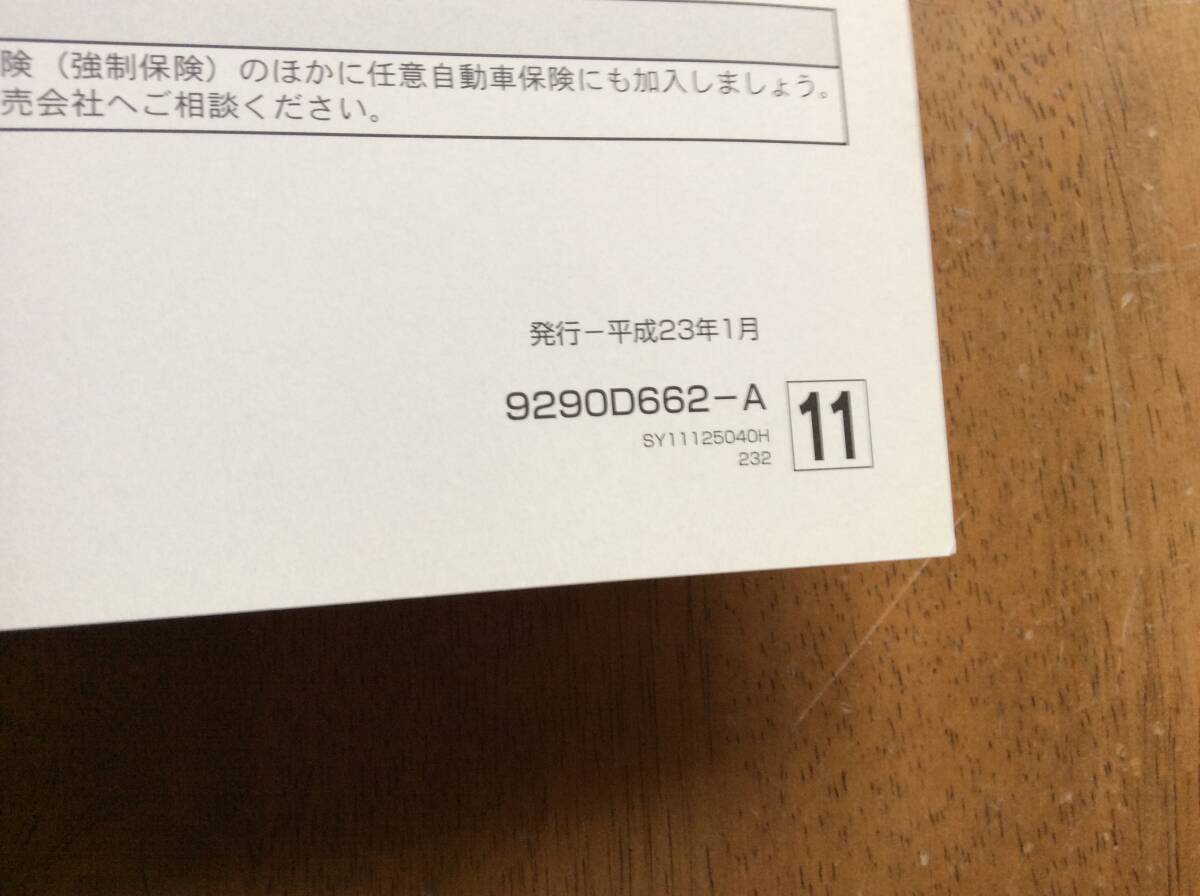 険（強制保険）のほかに任意自動車保険にも加入しましょう。
売会社へご相談ください。
発行－平成23年1月
9290D662－A
SY11125040H
232
11